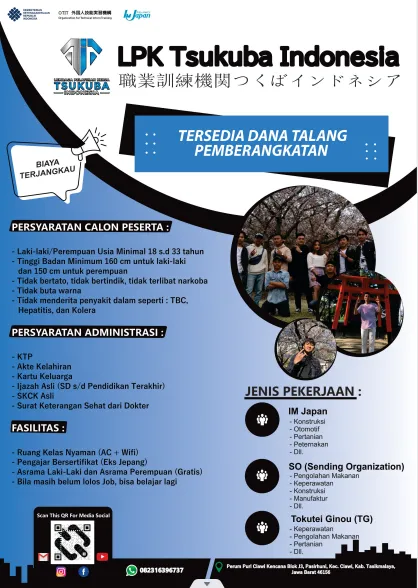 KEMENTERIAN
KETENAGAKERJAAN
REPUBLIK
INDONESIA
OTIT 外国人技能実習機構
Organization for Technical Intern Training
IM Japan
LPK Tsukuba Indonesia
職業訓練機関つくばインドネシア
LEMBAGA PELATIHAN KERJA
TSUKUBA
INDONESIA
TERSEDIA DANA TALANG
PEMBERANGKATAN
BIAYA
TERJANGKAU
PERSYARATAN CALON PESERTA :
- Laki-laki/Perempuan Usia Minimal 18 s.d 33 tahun
- Tinggi Badan Minimum 160 cm untuk laki-laki
dan 150 cm untuk perempuan
- Tidak bertato, tidak bertindik, tidak terlibat narkoba
- Tidak buta warna
- Tidak menderita penyakit dalam seperti : TBC,
Hepatitis, dan Kolera
PERSYARATAN ADMINISTRASI :
- KTP
- Akte Kelahiran
- Kartu Keluarga
- Ijazah Asli (SD s/d Pendidikan Terakhir)
- SKCK Asli
- Surat Keterangan Sehat dari Dokter
FASILITAS :
- Ruang Kelas Nyaman (AC + Wifi)
- Pengajar Bersertifikat (Eks Jepang)
- Asrama Laki-Laki dan Asrama Perempuan (Gratis)
- Bila masih belum lolos Job, bisa belajar lagi
JENIS PEKERJAAN :
IM Japan
- Konstruksi
- Otomotif
- Pertanian
- Peternakan
- Dll.
SO (Sending Organization)
- Pengolahan Makanan
- Keperawatan
- Konstruksi
- Manufaktur
- Dll.
Tokutei Ginou (TG)
- Keperawatan
- Pengolahan Makanan
- Pertanian
- Dll.
Scan This QR For Media Social
082316396737
Perum Puri Ciawi Kencana Blok J3, Pasirhuni, Kec. Ciawi, Kab. Tasikmalaya,
Jawa Barat 46156